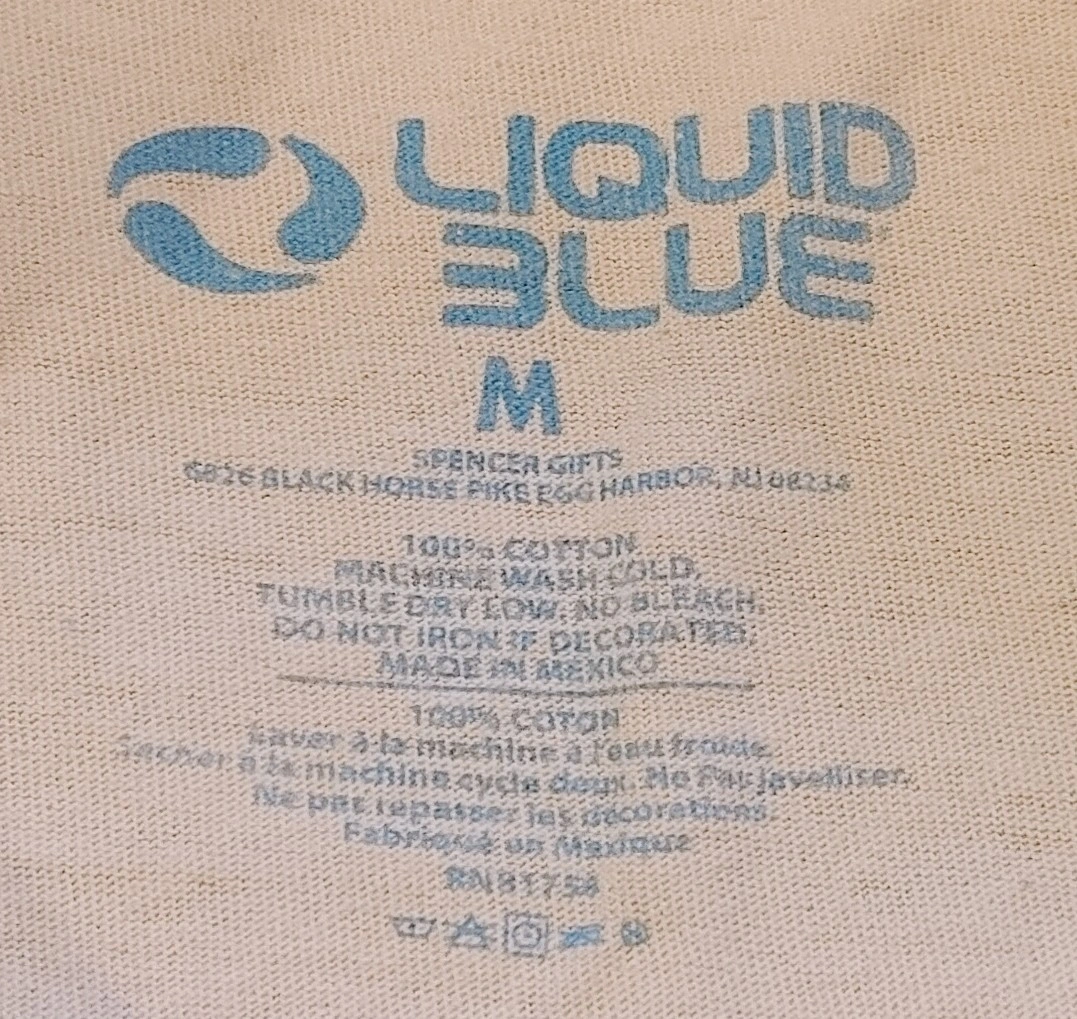 LIQUID
BLUE
M
SPENCER GIFTS
6826 BLACK HORSE PIKE EGG HARBOR, NJ 08234
100% COTTON
MACHINE WASH COLD,
TUMBLE DRY LOW, NO BLEACH,
DO NOT IRON IF DECORATED,
MADE IN MEXICO
100% COTON
Laver à la machine à l'eau froide.
Sécher à la machine cycle doux. Ne Pas javelliser.
Ne pas repasser les décorations.
Fabriqué en Mexique